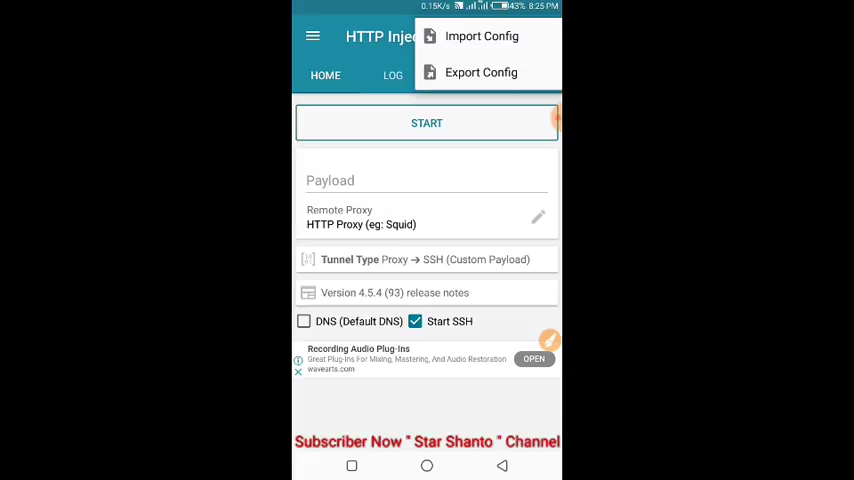 0.15K/s 43% 8:25 PM
HTTP Inje
Import Config
Export Config
HOME
LOG
START
Payload
Remote Proxy
HTTP Proxy (eg: Squid)
Tunnel Type Proxy ➔ SSH (Custom Payload)
Version 4.5.4 (93) release notes
DNS (Default DNS)
Start SSH
Recording Audio Plug-Ins
Great Plug-Ins For Mixing, Mastering, And Audio Restoration
wavearts.com
OPEN
Subscriber Now " Star Shanto " Channel